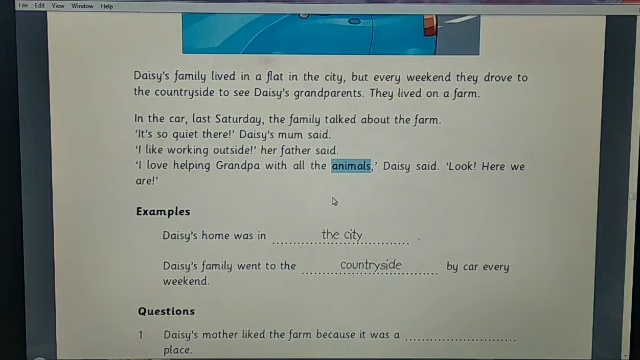 File Edit View Window Help
Daisy's family lived in a flat in the city, but every weekend they drove to
the countryside to see Daisy's grandparents. They lived on a farm.
In the car, last Saturday, the family talked about the farm.
'It's so quiet there!' Daisy's mum said.
'I like working outside!' her father said.
'I love helping Grandpa with all the animals,' Daisy said. 'Look! Here we
are!'
Examples
Daisy's home was in the city .
Daisy's family went to the countryside by car every
weekend.
Questions
1 Daisy's mother liked the farm because it was a
place.